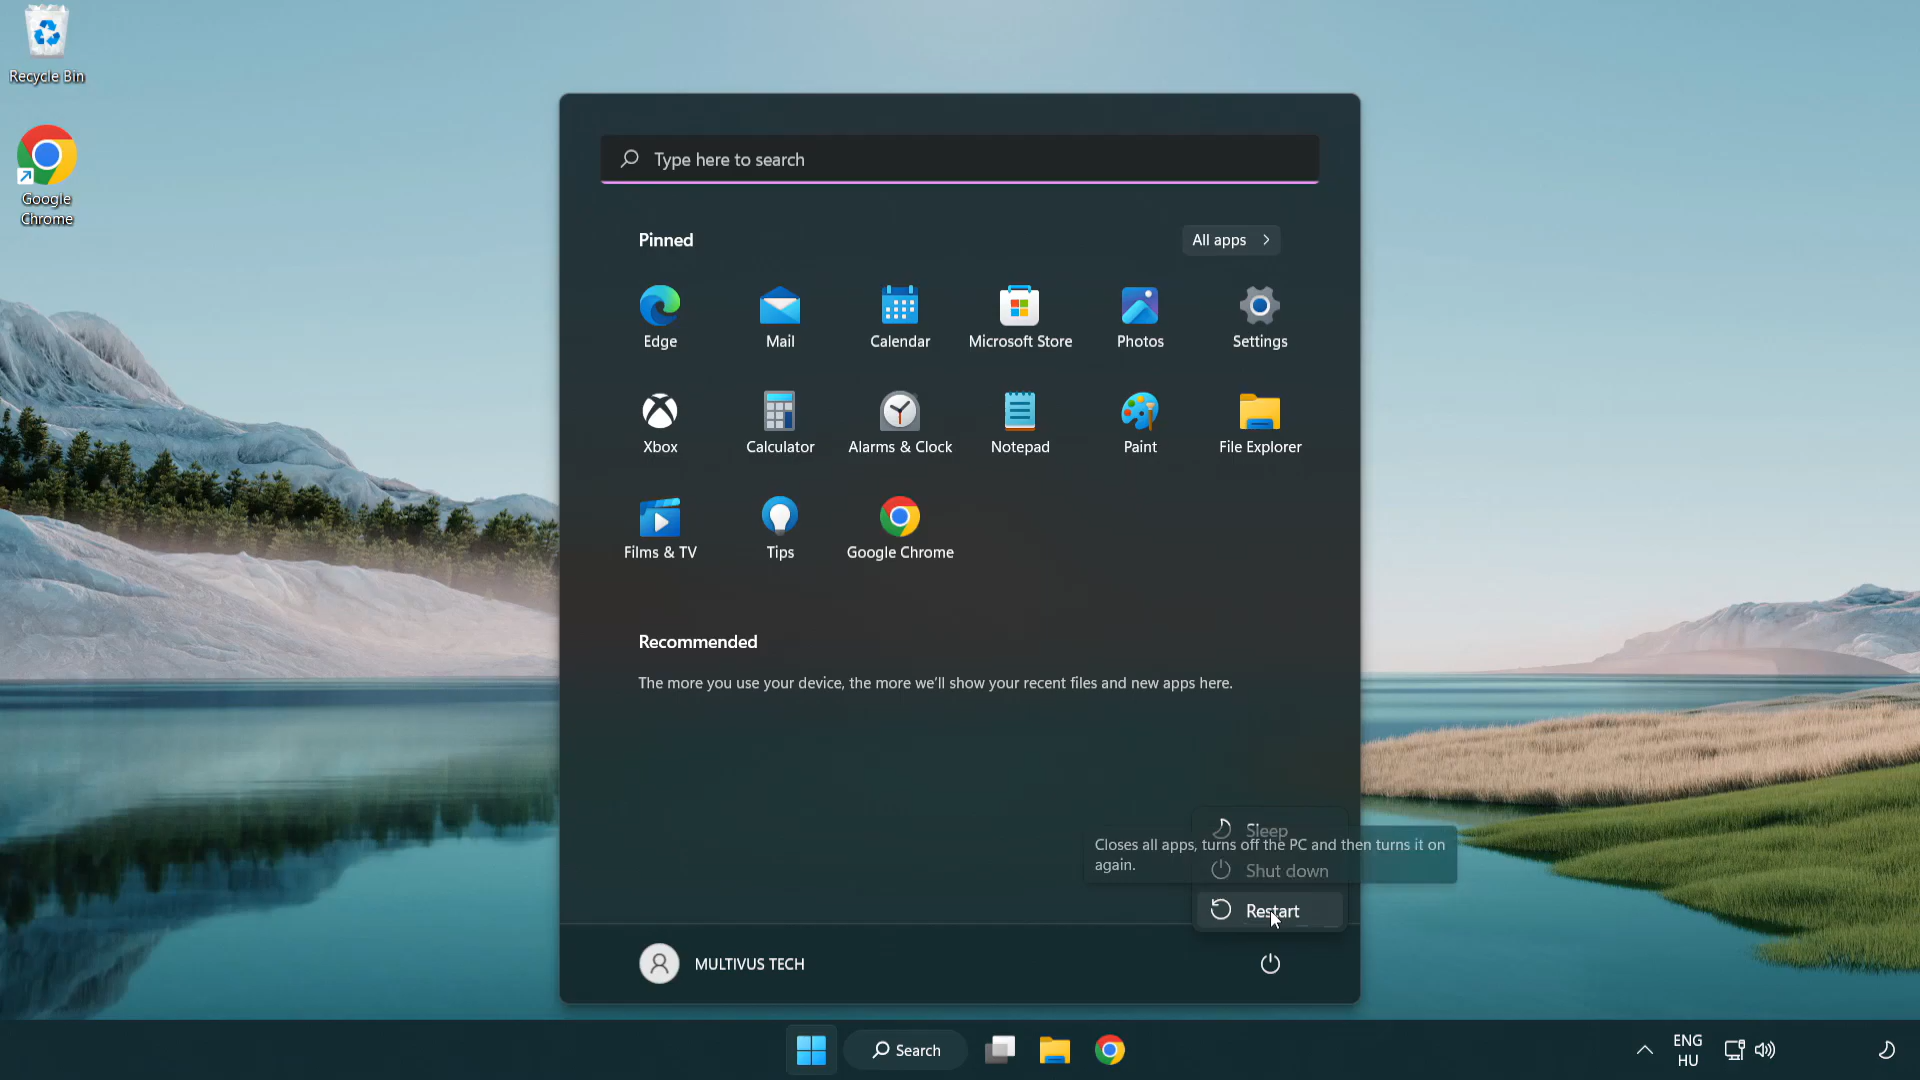 Recycle Bin
Google
Chrome
Type here to search
Pinned
All apps
Edge
Mail
Calendar
Microsoft Store
Photos
Settings
Xbox
Calculator
Alarms & Clock
Notepad
Paint
File Explorer
Films & TV
Tips
Google Chrome
Recommended
The more you use your device, the more we'll show your recent files and new apps here.
Sleep
Closes all apps, turns off the PC and then turns it on
again.
Shut down
Restart
MULTIVUS TECH
Search
ENG
HU